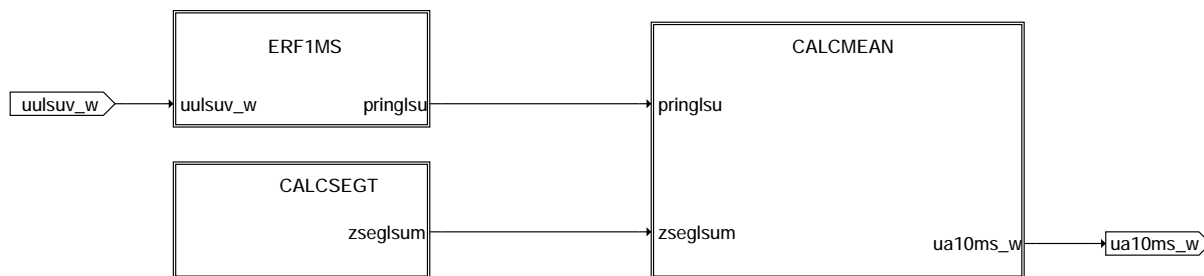 ERF1MS
CALCMEAN
uulsuv_w
uulsuv_w
pringlsu
pringlsu
CALCSEGT
zseglsum
zseglsum
ua10ms_w
ua10ms_w